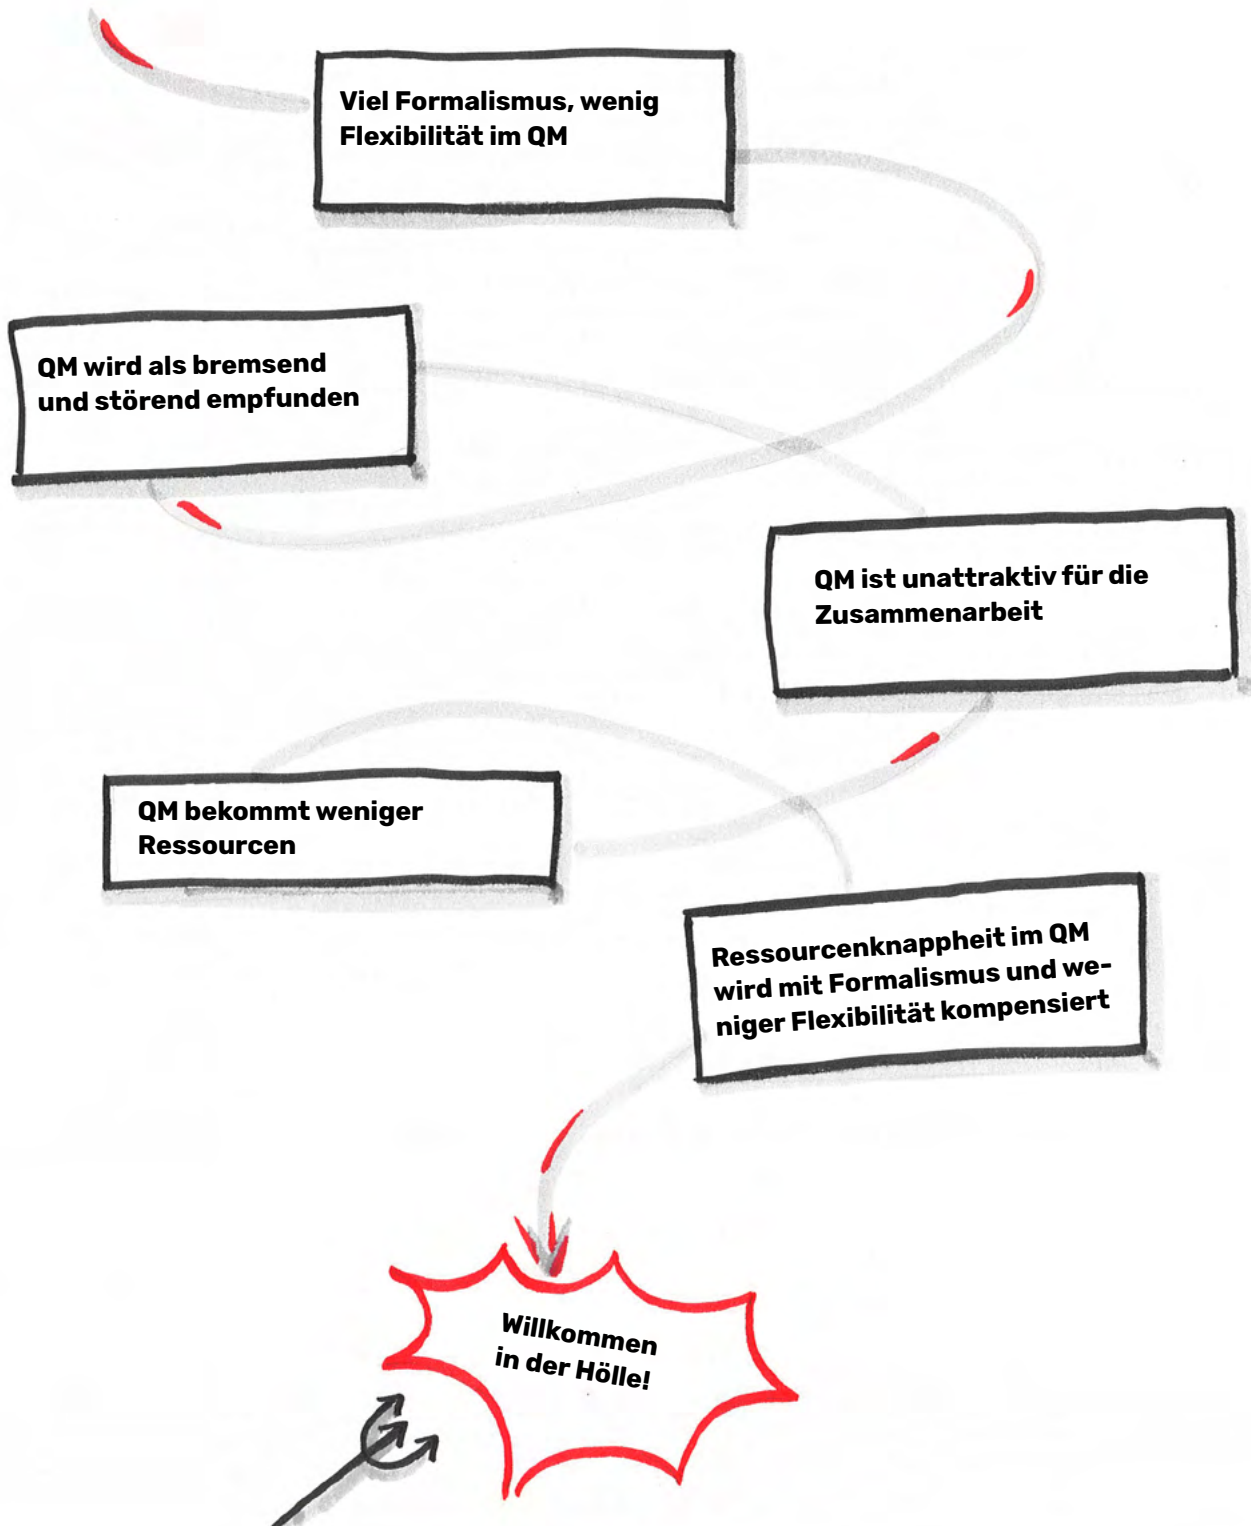 Viel Formalismus, wenig
Flexibilität im QM
QM wird als bremsend
und störend empfunden
QM ist unattraktiv für die
Zusammenarbeit
QM bekommt weniger
Ressourcen
Ressourcenknappheit im QM
wird mit Formalismus und we-
niger Flexibilität kompensiert
Willkommen
in der Hölle!